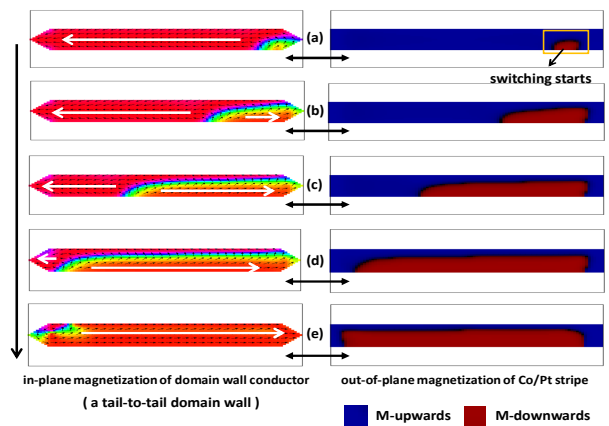 (a)
switching starts
(b)
(c)
(d)
(e)
in-plane magnetization of domain wall conductor
( a tail-to-tail domain wall )
out-of-plane magnetization of Co/Pt stripe
M-upwards
M-downwards